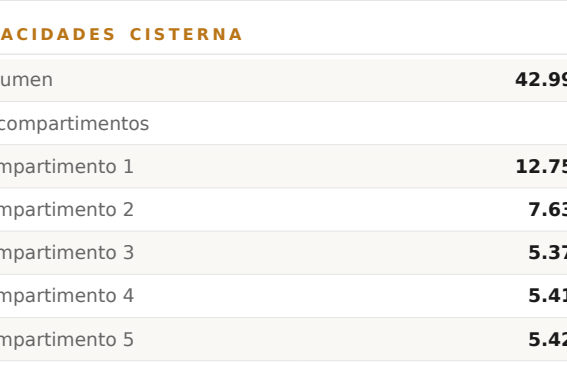 ACIDADES CISTERNA
umen 42.99
compartimentos
mpartimento 1 12.75
mpartimento 2 7.63
mpartimento 3 5.37
mpartimento 4 5.41
mpartimento 5 5.42